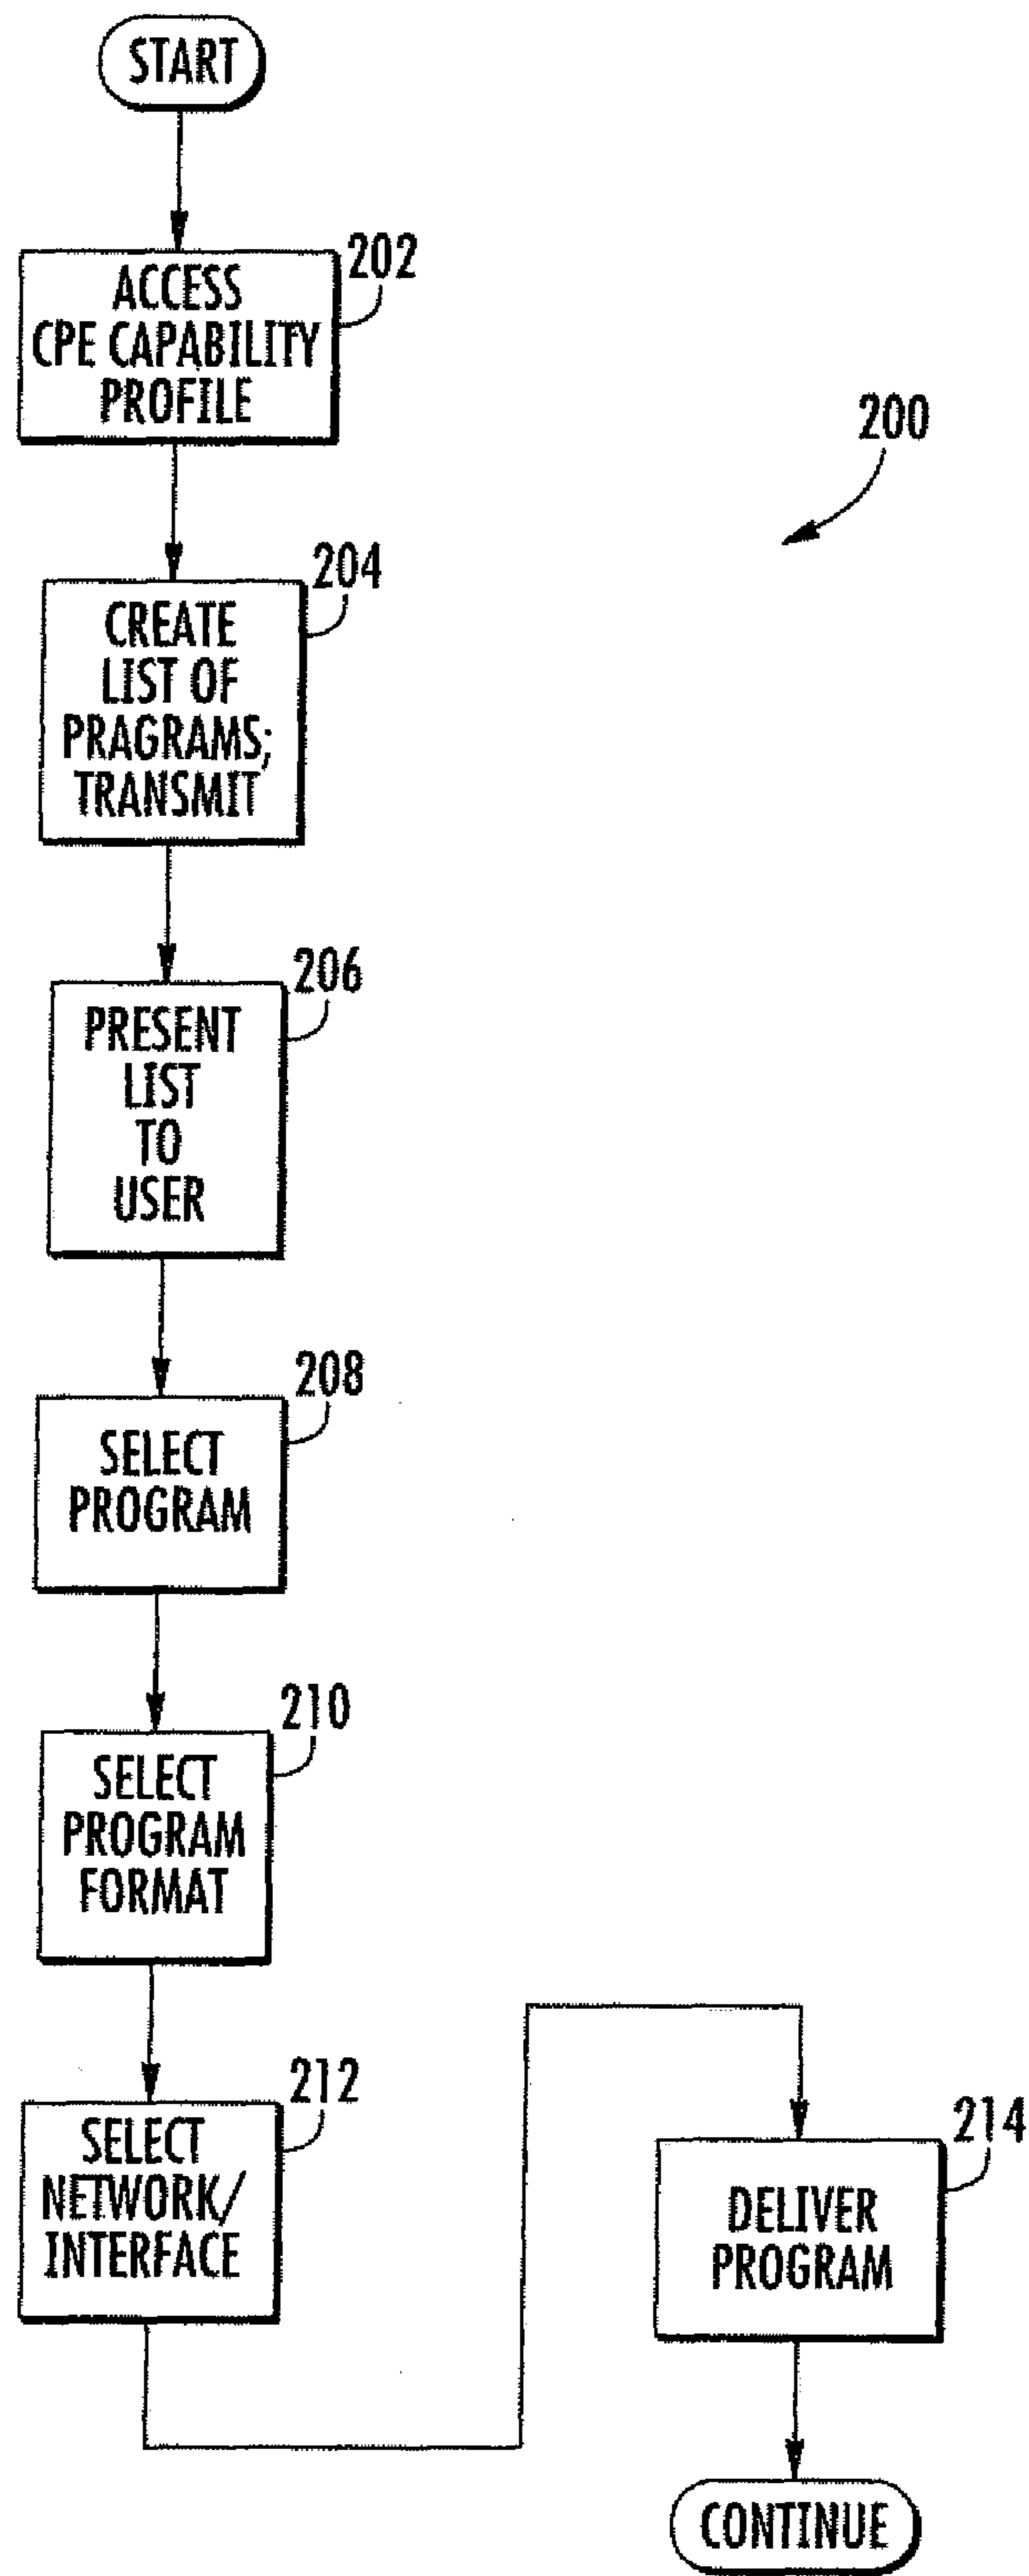 START
202
ACCESS
CPE CAPABILITY
PROFILE
200
204
CREATE
LIST OF
PRAGRAMS;
TRANSMIT
206
PRESENT
LIST
TO
USER
208
SELECT
PROGRAM
210
SELECT
PROGRAM
FORMAT
212
SELECT
NETWORK/
INTERFACE
214
DELIVER
PROGRAM
CONTINUE